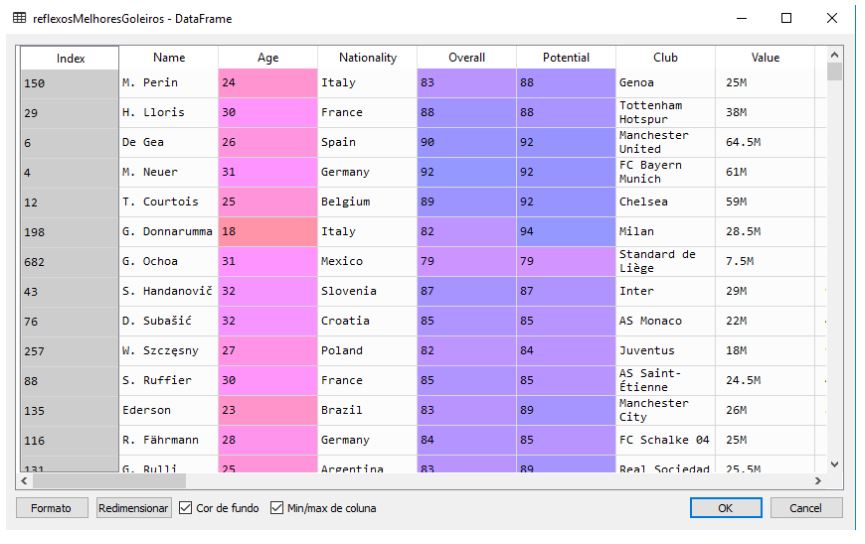 reflexosMelhoresGoleiros - DataFrame
Index Name Age Nationality Overall Potential Club Value
150 M. Perin 24 Italy 83 88 Genoa 25M
29 H. Lloris 30 France 88 88 Tottenham Hotspur 38M
6 De Gea 26 Spain 90 92 Manchester United 64.5M
4 M. Neuer 31 Germany 92 92 FC Bayern Munich 61M
12 T. Courtois 25 Belgium 89 92 Chelsea 59M
198 G. Donnarumma 18 Italy 82 94 Milan 28.5M
682 G. Ochoa 31 Mexico 79 79 Standard de Liège 7.5M
43 S. Handanovič 32 Slovenia 87 87 Inter 29M
76 D. Subašić 32 Croatia 85 85 AS Monaco 22M
257 W. Szczęsny 27 Poland 82 84 Juventus 18M
88 S. Ruffier 30 France 85 85 AS Saint-Étienne 24.5M
135 Ederson 23 Brazil 83 89 Manchester City 26M
116 R. Fährmann 28 Germany 84 85 FC Schalke 04 25M
131 G. Rulli 25 Argentina 83 89 Real Sociedad 25.5M
Formato Redimensionar Cor de fundo Min/max de coluna OK Cancel